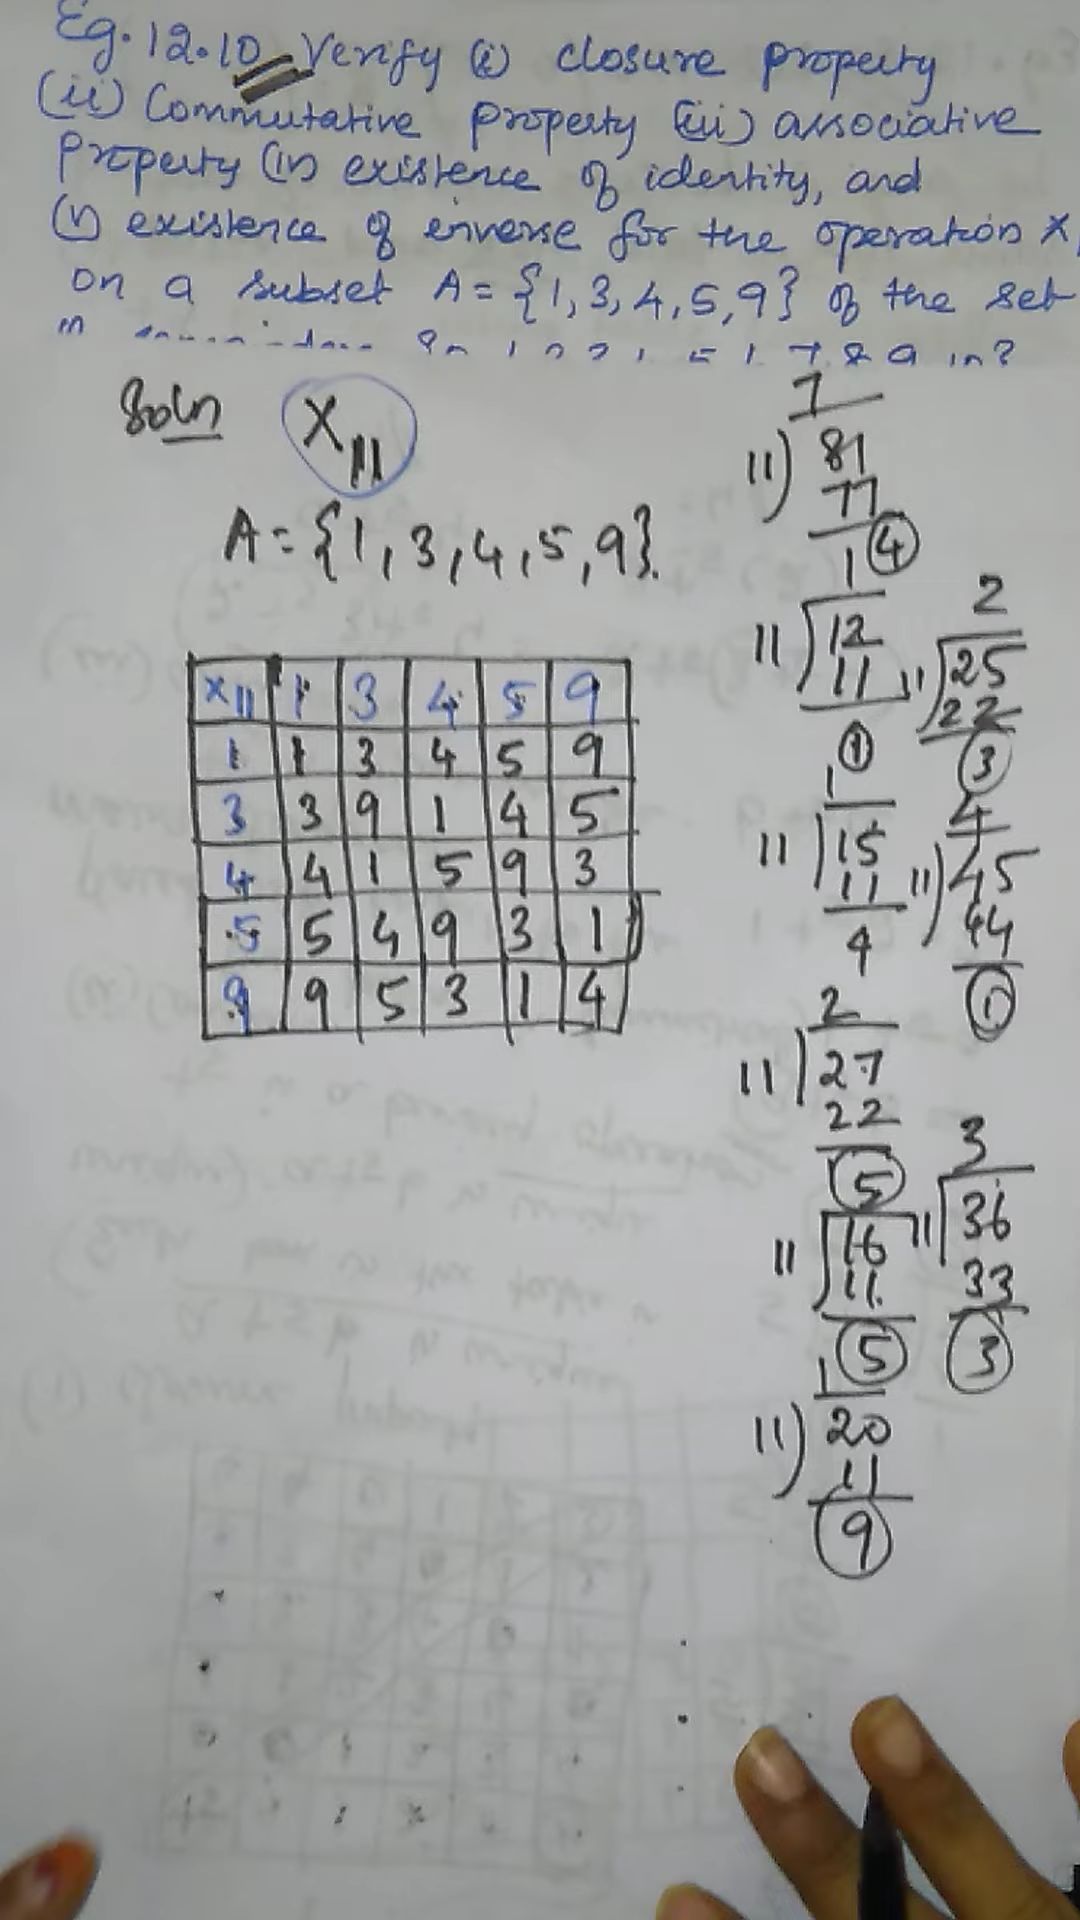 Eg. 12.10 Verify (i) closure property
(ii) Commutative property (iii) associative
Property (iv) existence of identity, and
(v) existence of inverse for the operation ×
on a subset A = {1, 3, 4, 5, 9} of the set
Soln ×11
A = {1, 3, 4, 5, 9}.
×11 1 3 4 5 9
1 1 3 4 5 9
3 3 9 1 4 5
4 4 1 5 9 3
5 5 4 9 3 1
9 9 5 3 1 4
7
11) 81
77
4
1
11) 12
11
1
2
11) 25
22
3
1
11) 15
11
4
4
11) 45
44
1
2
11) 27
22
5
11) 16
11
5
3
11) 36
33
3
1
11) 20
11
9